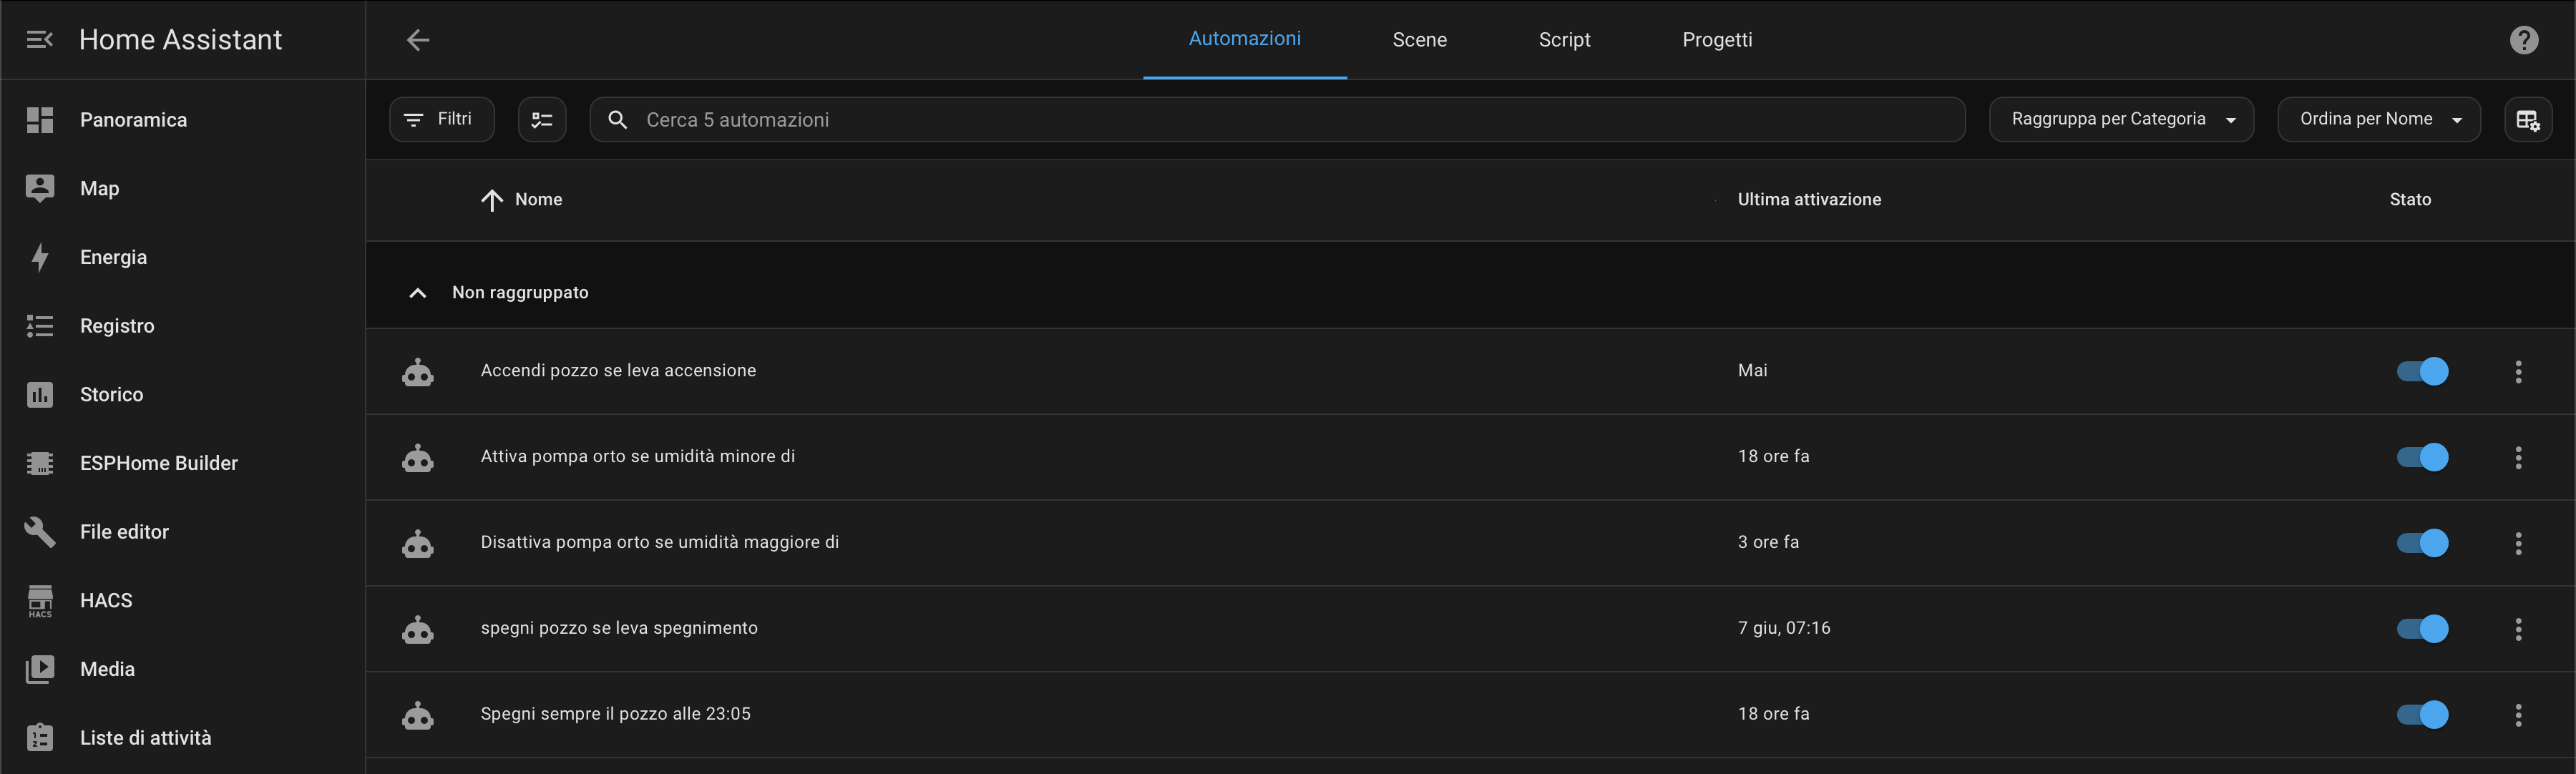 Home Assistant
Automazioni Scene Script Progetti
Panoramica
Map
Energia
Registro
Storico
ESPHome Builder
File editor
HACS
HACS
Media
Liste di attività
Filtri
Cerca 5 automazioni
Raggruppa per Categoria
Ordina per Nome
Nome Ultima attivazione Stato
Non raggruppato
Accendi pozzo se leva accensione Mai
Attiva pompa orto se umidità minore di 18 ore fa
Disattiva pompa orto se umidità maggiore di 3 ore fa
spegni pozzo se leva spegnimento 7 giu, 07:16
Spegni sempre il pozzo alle 23:05 18 ore fa